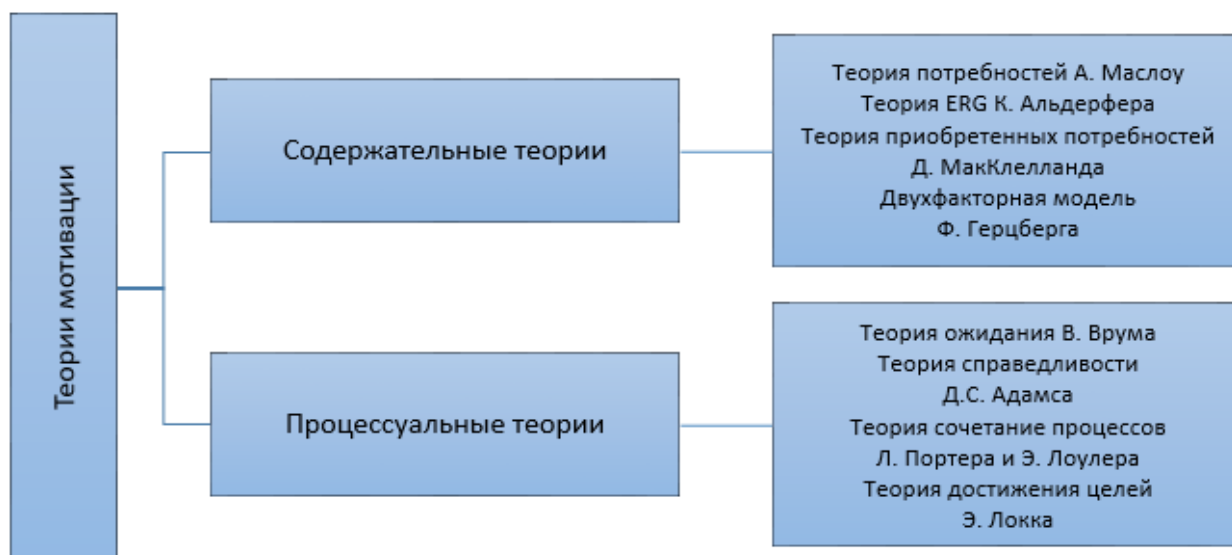 Теории мотивации
Содержательные теории
Теория потребностей А. Маслоу
Теория ERG К. Альдерфера
Теория приобретенных потребностей
Д. МакКлелланда
Двухфакторная модель
Ф. Герцберга
Процессуальные теории
Теория ожидания В. Врума
Теория справедливости
Д.С. Адамса
Теория сочетание процессов
Л. Портера и Э. Лоулера
Теория достижения целей
Э. Локка